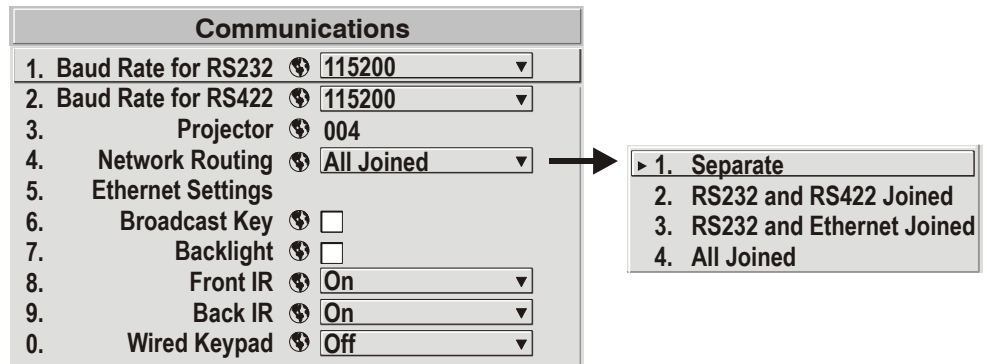 Communications
1. Baud Rate for RS232 115200
2. Baud Rate for RS422 115200
3. Projector 004
4. Network Routing All Joined
5. Ethernet Settings
6. Broadcast Key
7. Backlight
8. Front IR On
9. Back IR On
0. Wired Keypad Off
1. Separate
2. RS232 and RS422 Joined
3. RS232 and Ethernet Joined
4. All Joined